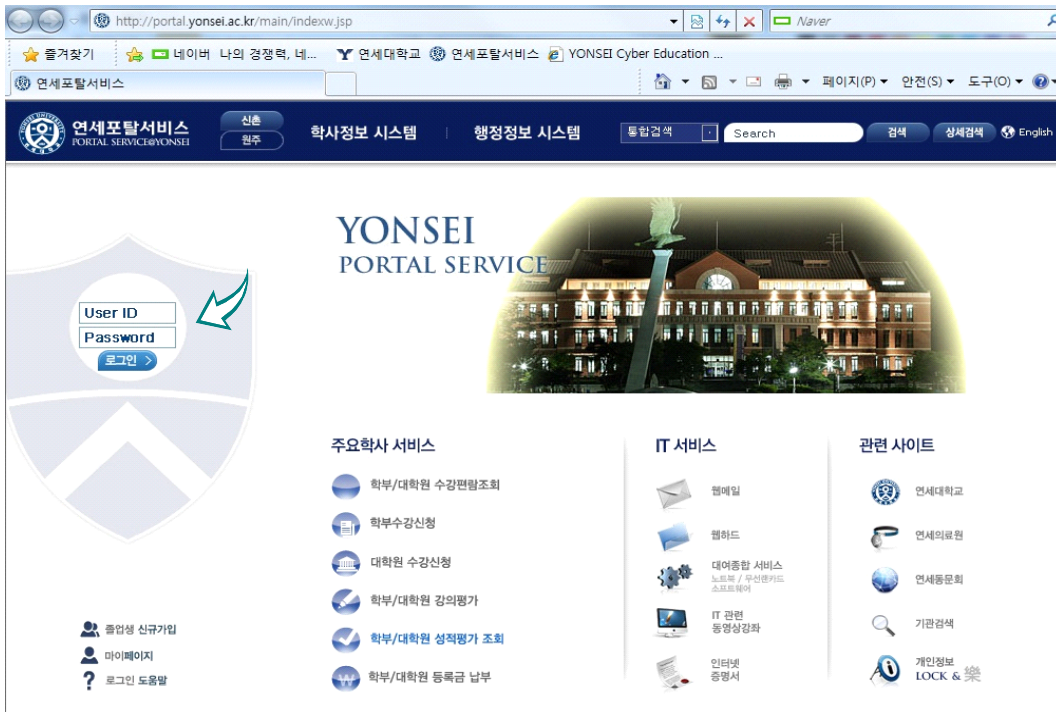 http://portal.yonsei.ac.kr/main/indexw.jsp
Naver
즐겨찾기
네이버 나의 경쟁력, 네...
연세대학교
연세포탈서비스
YONSEI Cyber Education ...
연세포탈서비스
페이지(P)
안전(S)
도구(O)
연세포탈서비스
PORTAL SERVICE@YONSEI
신촌
원주
학사정보 시스템
행정정보 시스템
통합검색
Search
검색
상세검색
English
YONSEI
PORTAL SERVICE
User ID
Password
로그인 >
졸업생 신규가입
마이페이지
? 로그인 도움말
주요학사 서비스
학부/대학원 수강편람조회
학부수강신청
대학원 수강신청
학부/대학원 강의평가
학부/대학원 성적평가 조회
학부/대학원 등록금 납부
IT 서비스
웹메일
웹하드
대여종합 서비스
노트북 / 무선랜카드
소프트웨어
IT 관련
동영상강좌
인터넷
증명서
관련 사이트
연세대학교
연세의료원
연세동문회
기관검색
개인정보
LOCK & 樂